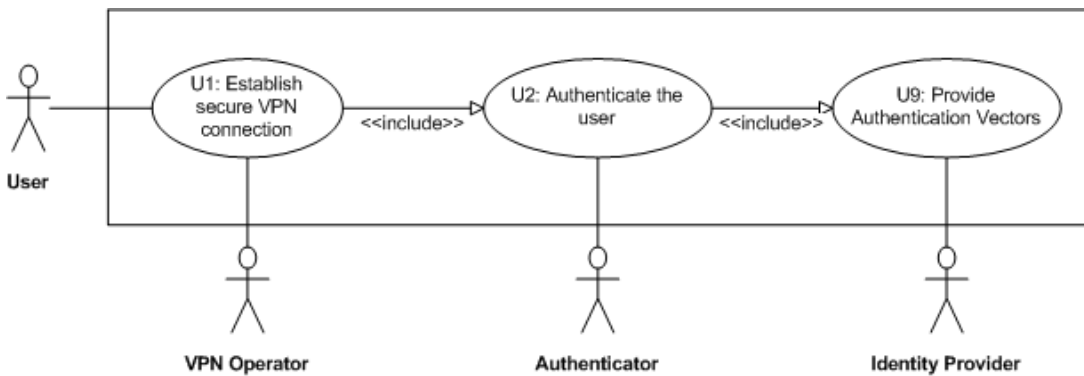 U1: Establish
secure VPN
connection
<<include>>
U2: Authenticate the
user
<<include>>
U9: Provide
Authentication Vectors
User
VPN Operator
Authenticator
Identity Provider